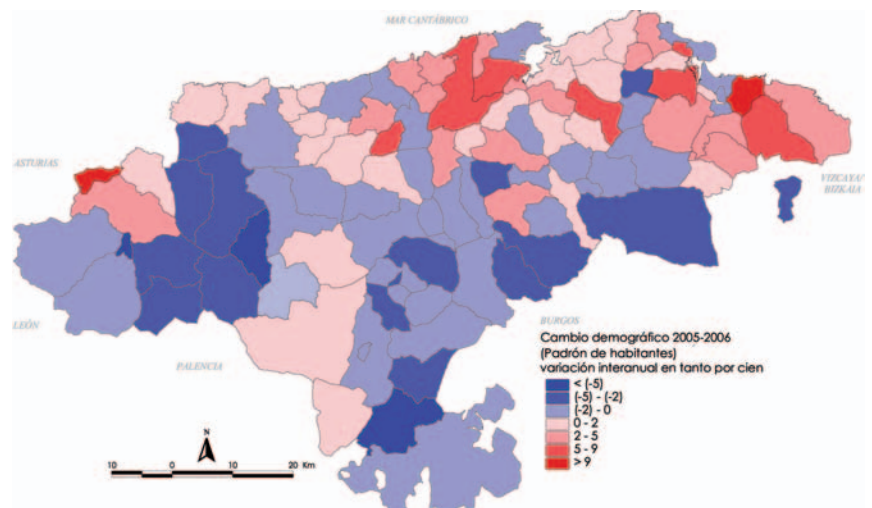 MAR CANTÁBRICO
ASTURIAS
VIZCAYA/
BIZKAIA
LEÓN
PALENCIA
BURGOS
Cambio demográfico 2005-2006
(Padrón de habitantes)
variación interanual en tanto por cien
< (-5)
(-5) - (-2)
(-2) - 0
0 - 2
2 - 5
5 - 9
> 9
N
10 0 10 20 Km